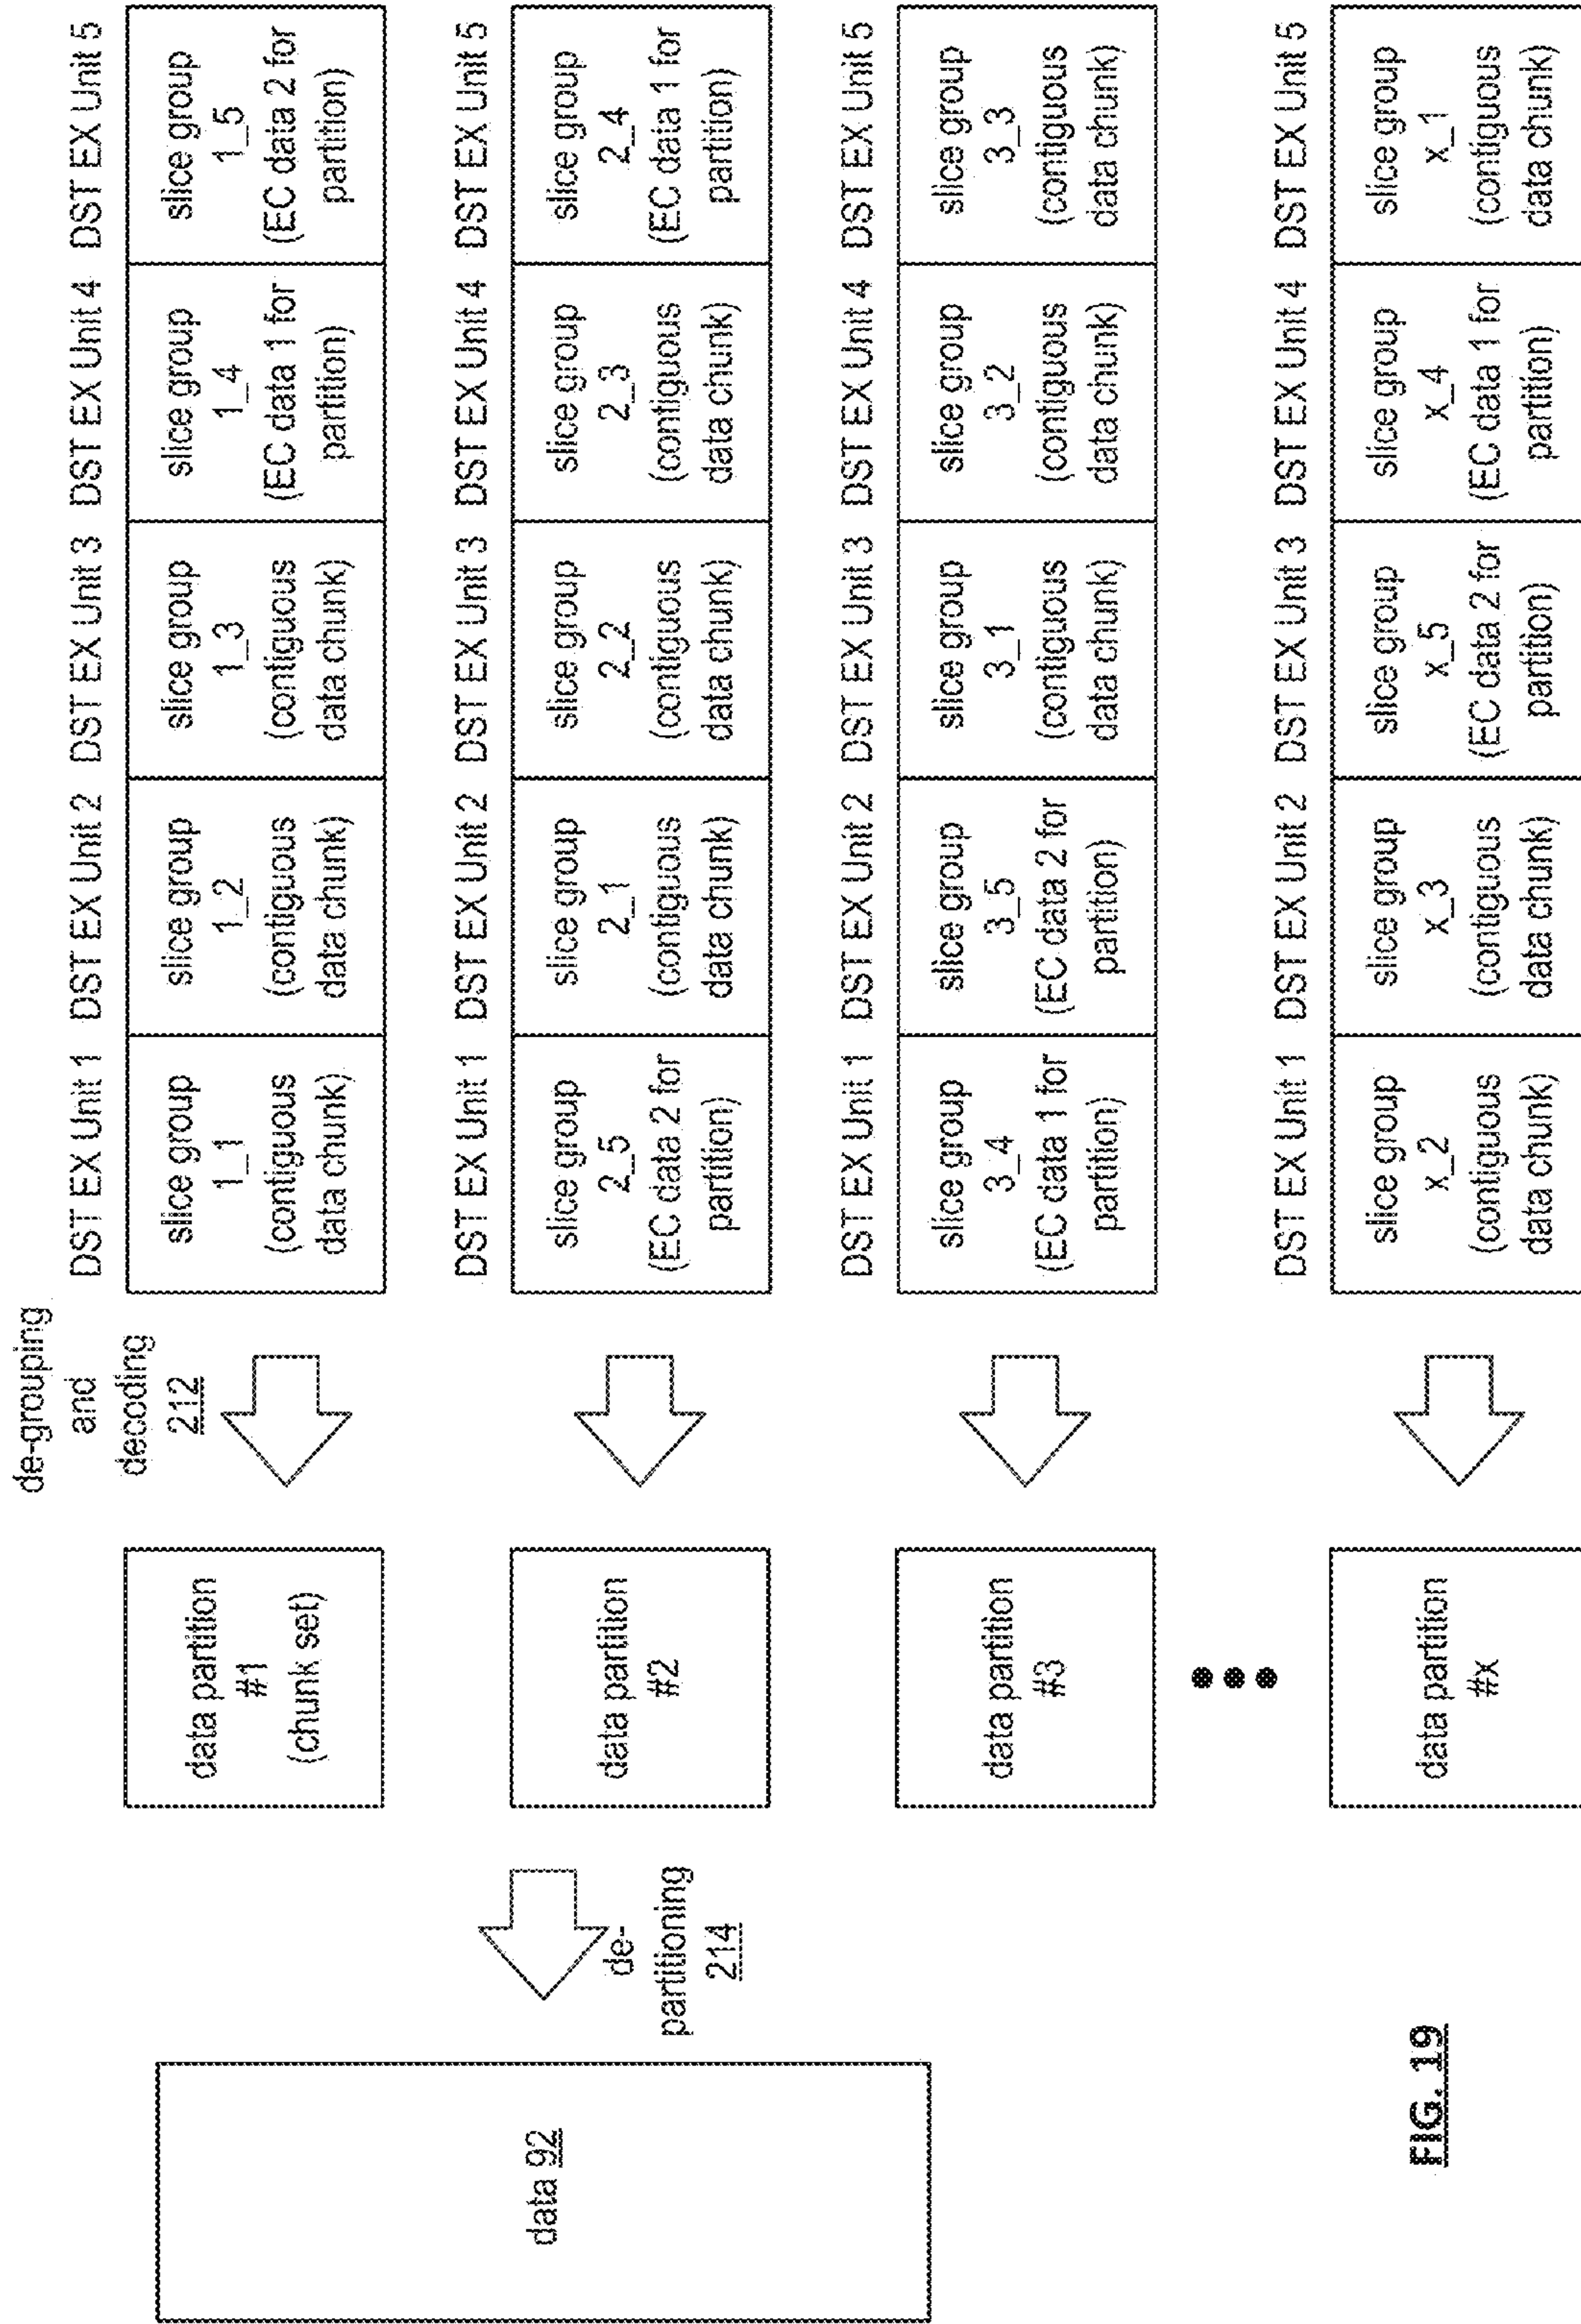 de-grouping
and
decoding
212
DST EX Unit 1 DST EX Unit 2 DST EX Unit 3 DST EX Unit 4 DST EX Unit 5
data partition
#1
(chunk set)
slice group
1_1
(contiguous
data chunk)
slice group
1_2
(contiguous
data chunk)
slice group
1_3
(contiguous
data chunk)
slice group
1_4
(EC data 1 for
partition)
slice group
1_5
(EC data 2 for
partition)
DST EX Unit 1 DST EX Unit 2 DST EX Unit 3 DST EX Unit 4 DST EX Unit 5
data 92
de-
partitioning
214
data partition
#2
slice group
2_5
(EC data 2 for
partition)
slice group
2_1
(contiguous
data chunk)
slice group
2_2
(contiguous
data chunk)
slice group
2_3
(contiguous
data chunk)
slice group
2_4
(EC data 1 for
partition)
DST EX Unit 1 DST EX Unit 2 DST EX Unit 3 DST EX Unit 4 DST EX Unit 5
data partition
#3
slice group
3_4
(EC data 1 for
partition)
slice group
3_5
(EC data 2 for
partition)
slice group
3_1
(contiguous
data chunk)
slice group
3_2
(contiguous
data chunk)
slice group
3_3
(contiguous
data chunk)
DST EX Unit 1 DST EX Unit 2 DST EX Unit 3 DST EX Unit 4 DST EX Unit 5
data partition
#x
slice group
x_2
(contiguous
data chunk)
slice group
x_3
(contiguous
data chunk)
slice group
x_5
(EC data 2 for
partition)
slice group
x_4
(EC data 1 for
partition)
slice group
x_1
(contiguous
data chunk)
FIG. 19